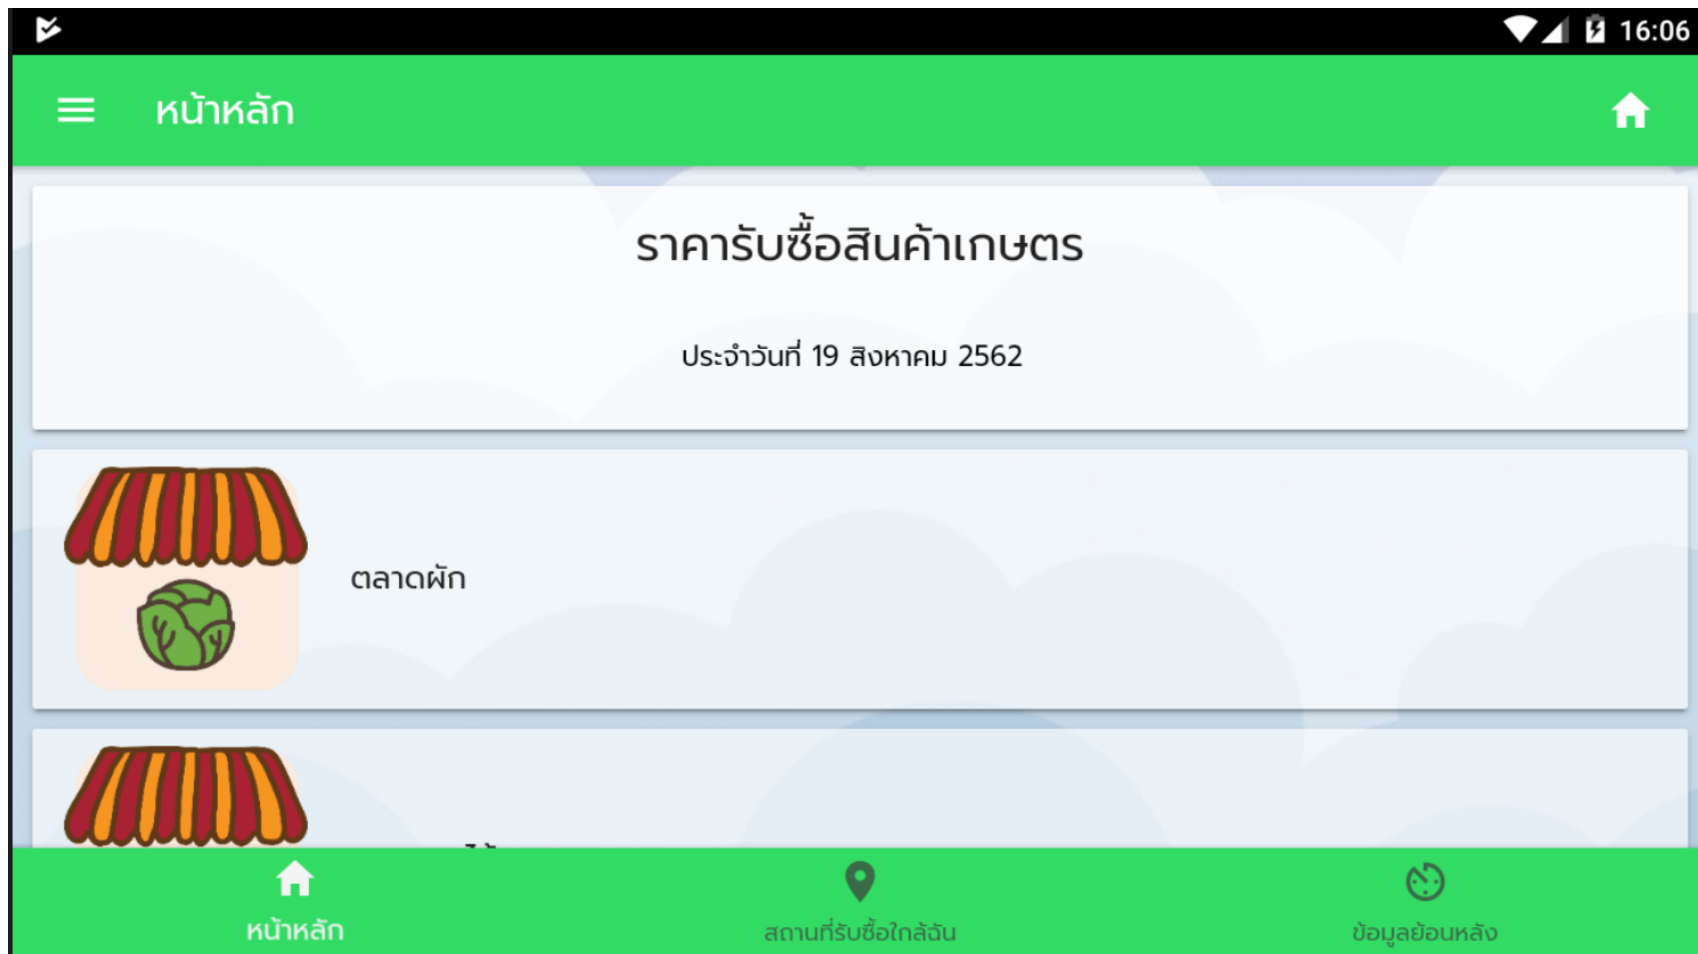 16:06
หน้าหลัก
ราคารับซื้อสินค้าเกษตร
ประจำวันที่ 19 สิงหาคม 2562
ตลาดผัก
หน้าหลัก
สถานที่รับซื้อใกล้ฉัน
ข้อมูลย้อนหลัง